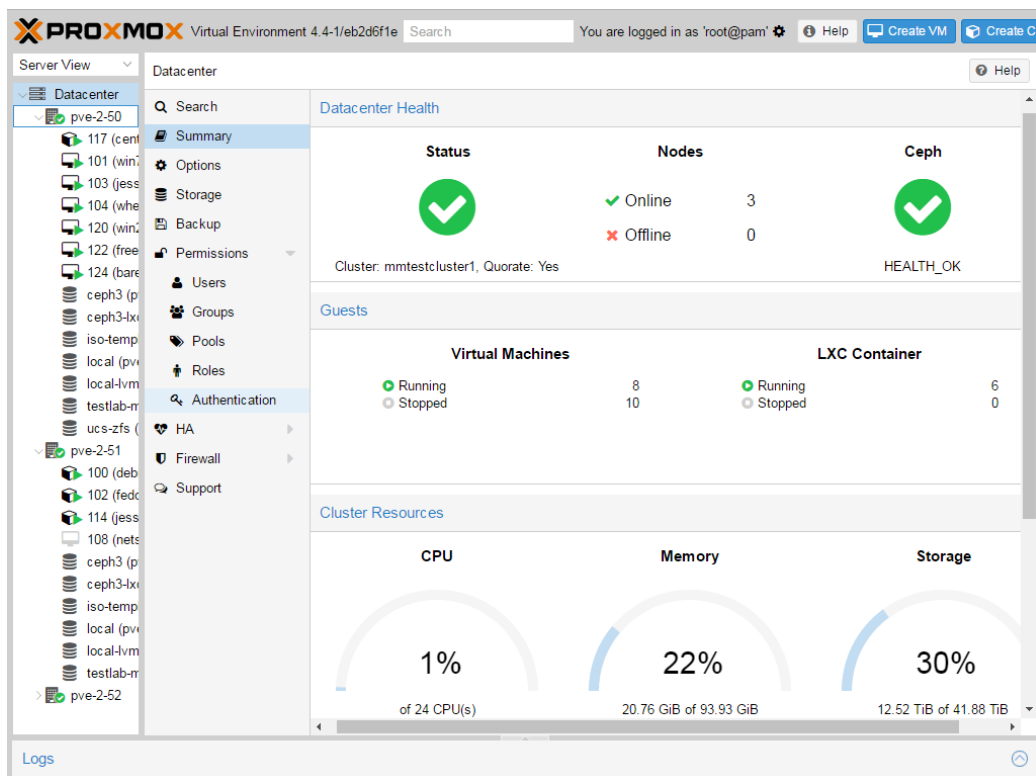 PROXMOX Virtual Environment 4.4-1/eb2d6f1e Search You are logged in as 'root@pam' Help Create VM Create C
Server View
Datacenter
pve-2-50
117 (cent
101 (win7
103 (jess
104 (whe
120 (win2
122 (free
124 (bare
ceph3 (p
ceph3-lx
iso-temp
local (pve
local-lvm
testlab-m
ucs-zfs (
pve-2-51
100 (deb
102 (fedo
114 (jess
108 (nets
ceph3 (p
ceph3-lx
iso-temp
local (pve
local-lvm
testlab-m
pve-2-52
Datacenter Help
Search
Summary
Options
Storage
Backup
Permissions
Users
Groups
Pools
Roles
Authentication
HA
Firewall
Support
Datacenter Health
Status Nodes Ceph
Online 3
Offline 0
Cluster: mmtestcluster1, Quorate: Yes HEALTH_OK
Guests
Virtual Machines LXC Container
Running 8 Running 6
Stopped 10 Stopped 0
Cluster Resources
CPU Memory Storage
1% 22% 30%
of 24 CPU(s) 20.76 GiB of 93.93 GiB 12.52 TiB of 41.88 TiB
Logs